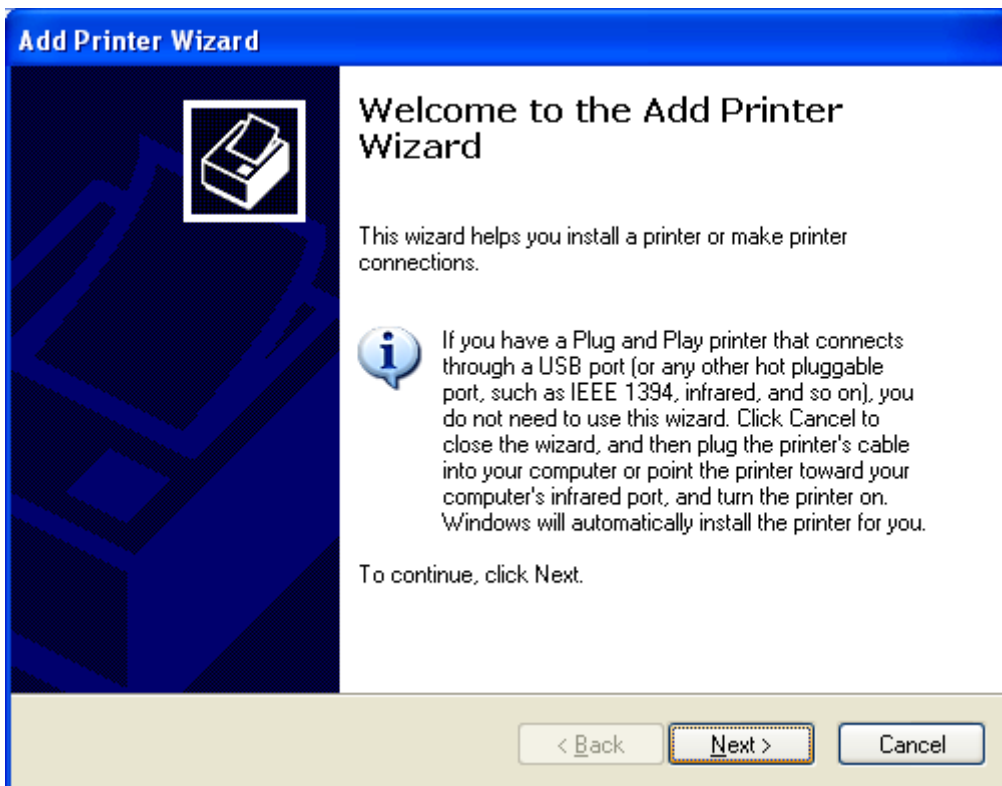 Add Printer Wizard
Welcome to the Add Printer
Wizard
This wizard helps you install a printer or make printer
connections.
If you have a Plug and Play printer that connects
through a USB port (or any other hot pluggable
port, such as IEEE 1394, infrared, and so on), you
do not need to use this wizard. Click Cancel to
close the wizard, and then plug the printer's cable
into your computer or point the printer toward your
computer's infrared port, and turn the printer on.
Windows will automatically install the printer for you.
To continue, click Next.
< Back
Next >
Cancel